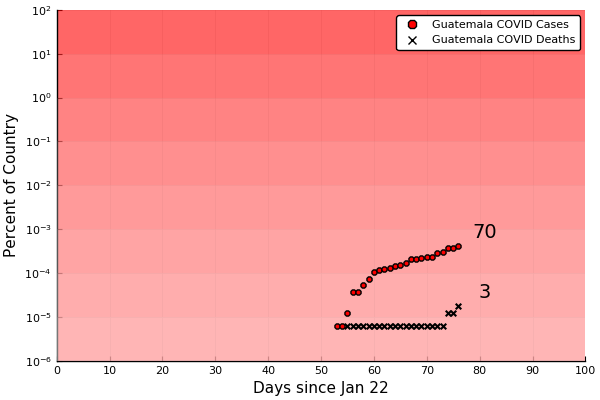 10²
10¹
10⁰
10⁻¹
10⁻²
10⁻³
10⁻⁴
10⁻⁵
10⁻⁶
Percent of Country
Guatemala COVID Cases
Guatemala COVID Deaths
70
3
0 10 20 30 40 50 60 70 80 90 100
Days since Jan 22